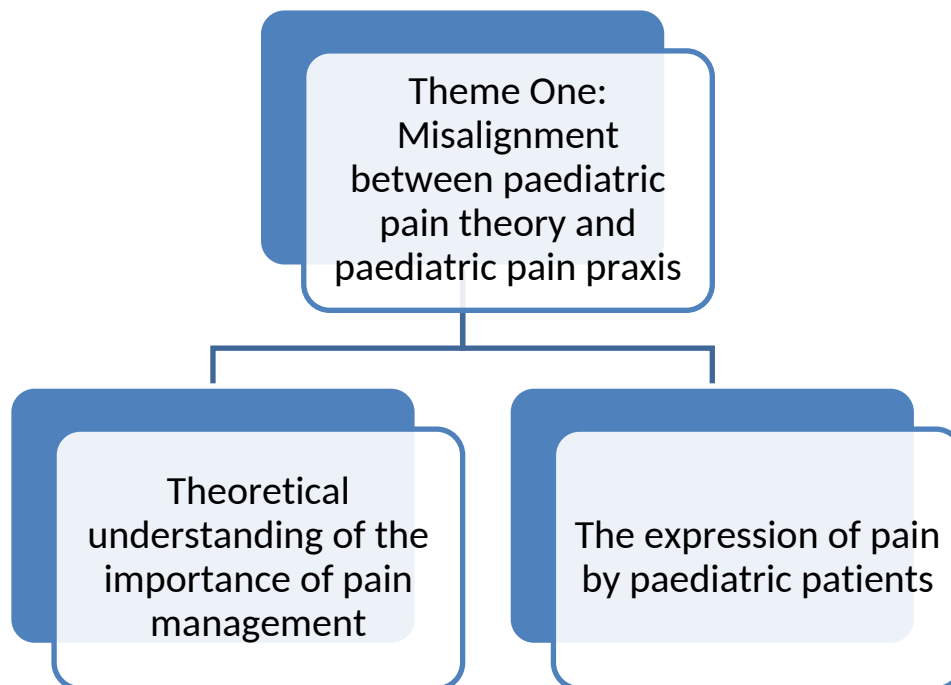 Theme One:
Misalignment
between paediatric
pain theory and
paediatric pain praxis
Theoretical
understanding of the
importance of pain
management
The expression of pain
by paediatric patients